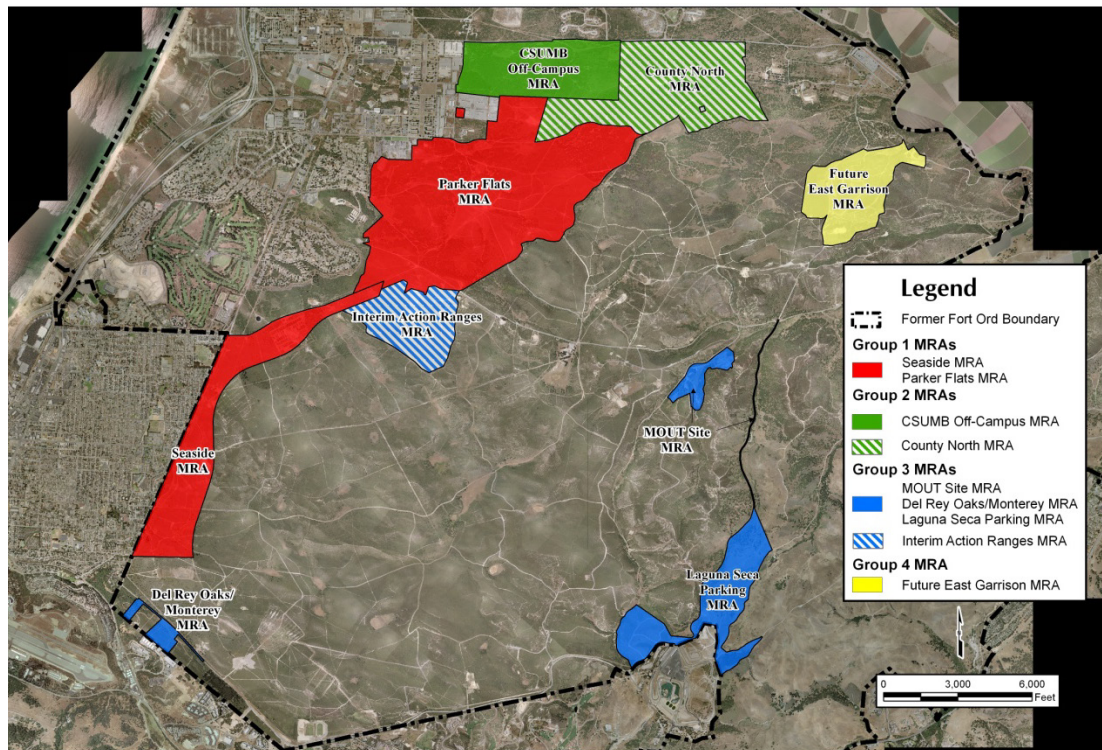 CSUMB
Off-Campus
MRA
County North
MRA
Parker Flats
MRA
Future
East Garrison
MRA
Interim Action Ranges
MRA
MOUT Site
MRA
Seaside
MRA
Laguna Seca
Parking
MRA
Del Rey Oaks/
Monterey
MRA
Legend
Former Fort Ord Boundary
Group 1 MRAs
Seaside MRA
Parker Flats MRA
Group 2 MRAs
CSUMB Off-Campus MRA
County North MRA
Group 3 MRAs
MOUT Site MRA
Del Rey Oaks/Monterey MRA
Laguna Seca Parking MRA
Interim Action Ranges MRA
Group 4 MRA
Future East Garrison MRA
0 3,000 6,000
Feet